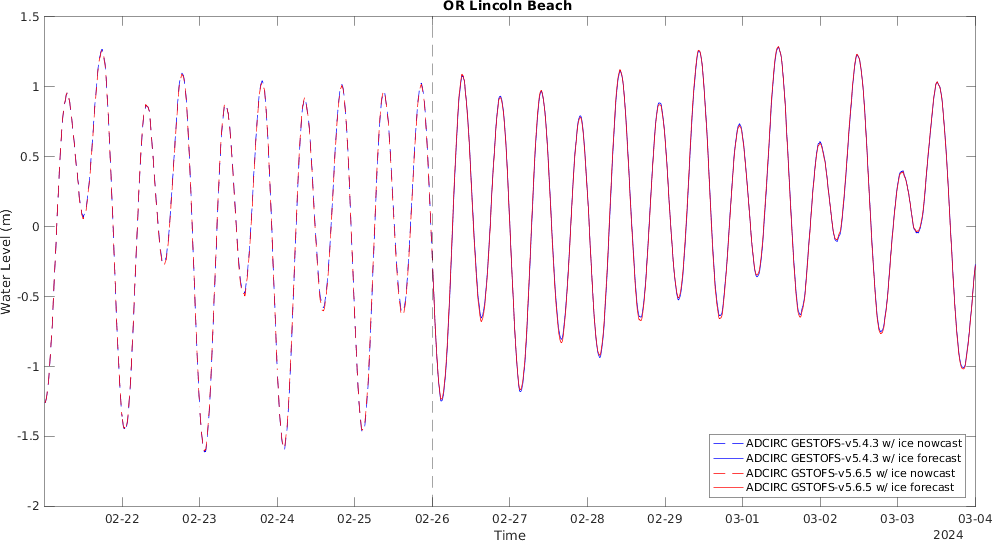 OR Lincoln Beach
1.5
1
0.5
0
-0.5
-1
-1.5
-2
Water Level (m)
02-22 02-23 02-24 02-25 02-26 02-27 02-28 02-29 03-01 03-02 03-03 03-04
Time
2024
ADCIRC GESTOFS-v5.4.3 w/ ice nowcast
ADCIRC GESTOFS-v5.4.3 w/ ice forecast
ADCIRC GSTOFS-v5.6.5 w/ ice nowcast
ADCIRC GSTOFS-v5.6.5 w/ ice forecast